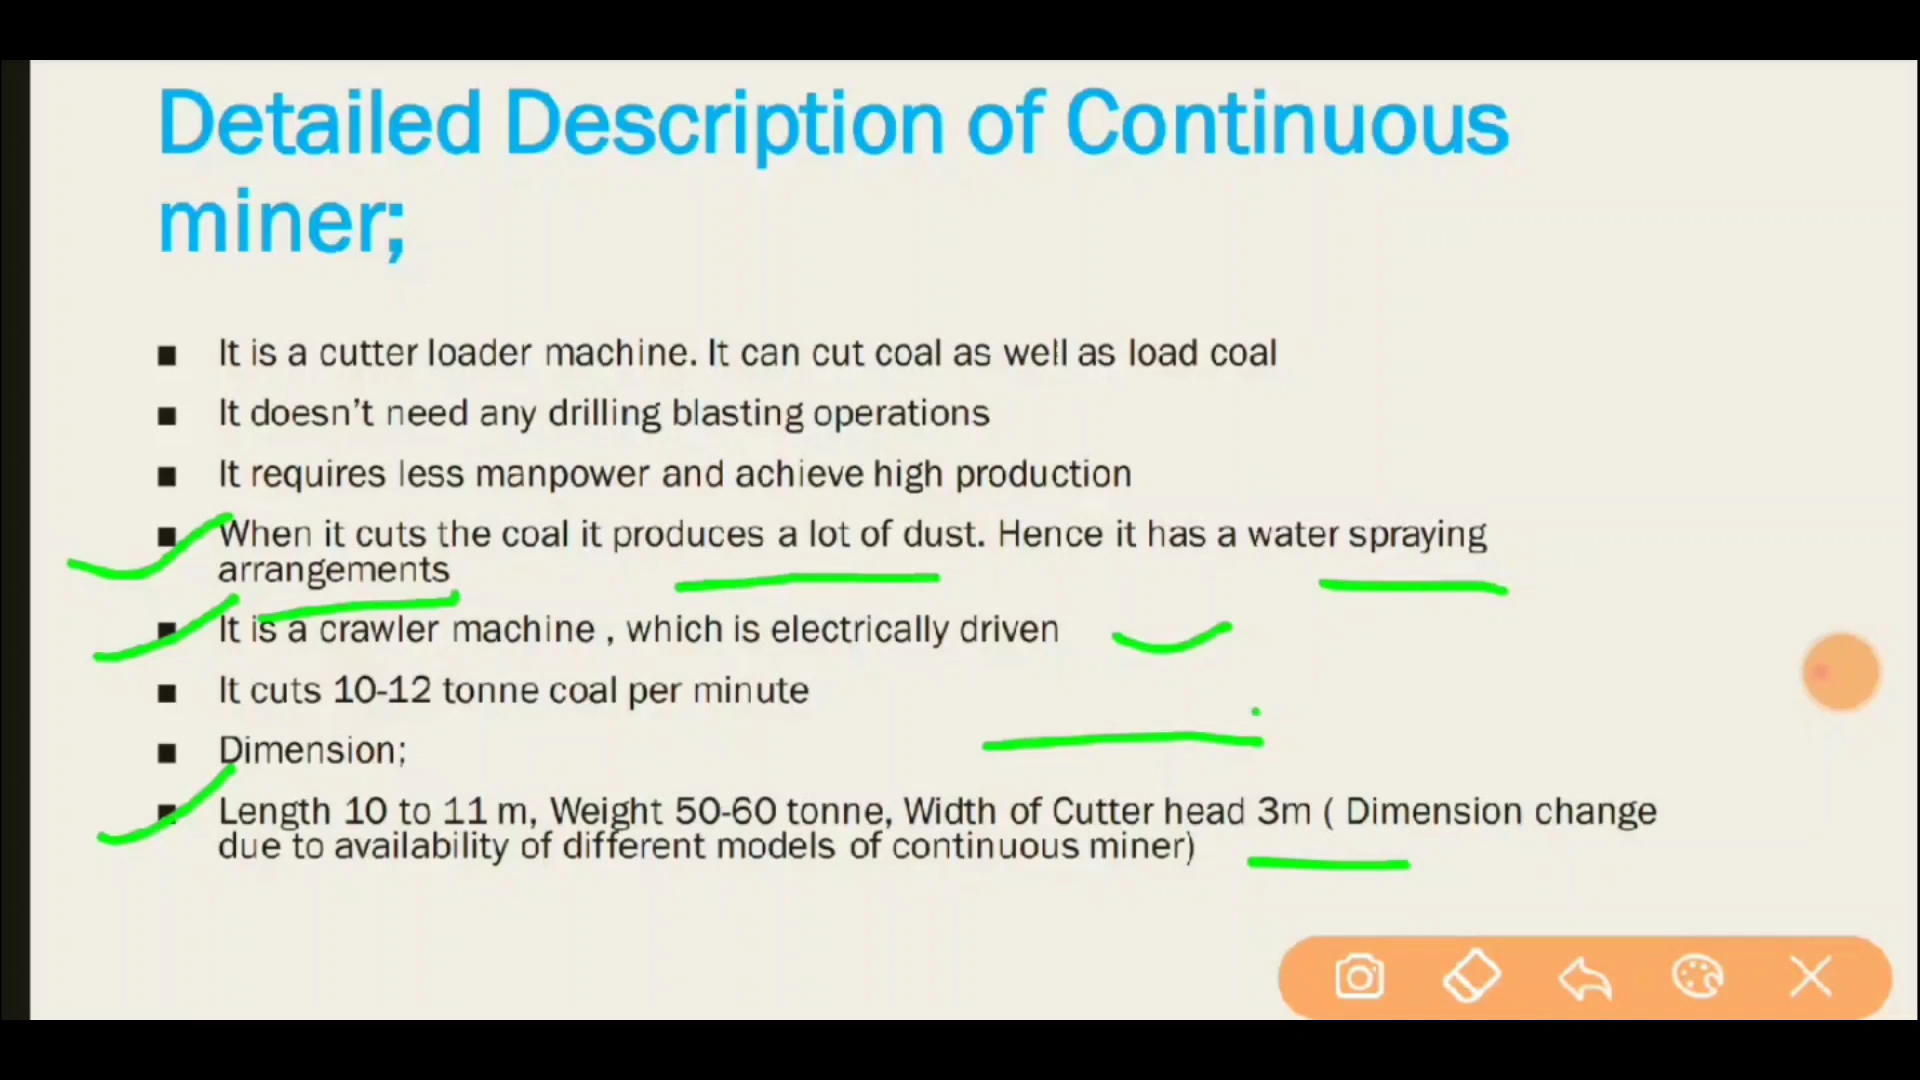 Detailed Description of Continuous
miner;
■ It is a cutter loader machine. It can cut coal as well as load coal
■ It doesn't need any drilling blasting operations
■ It requires less manpower and achieve high production
■ When it cuts the coal it produces a lot of dust. Hence it has a water spraying
arrangements
■ It is a crawler machine , which is electrically driven
■ It cuts 10-12 tonne coal per minute
■ Dimension;
■ Length 10 to 11 m, Weight 50-60 tonne, Width of Cutter head 3m ( Dimension change
due to availability of different models of continuous miner)